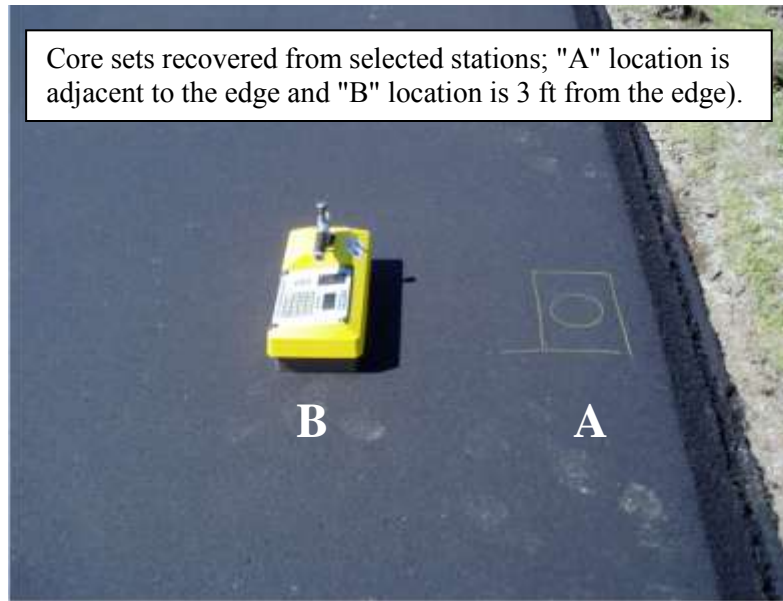 Core sets recovered from selected stations; "A" location is
adjacent to the edge and "B" location is 3 ft from the edge).
B
A